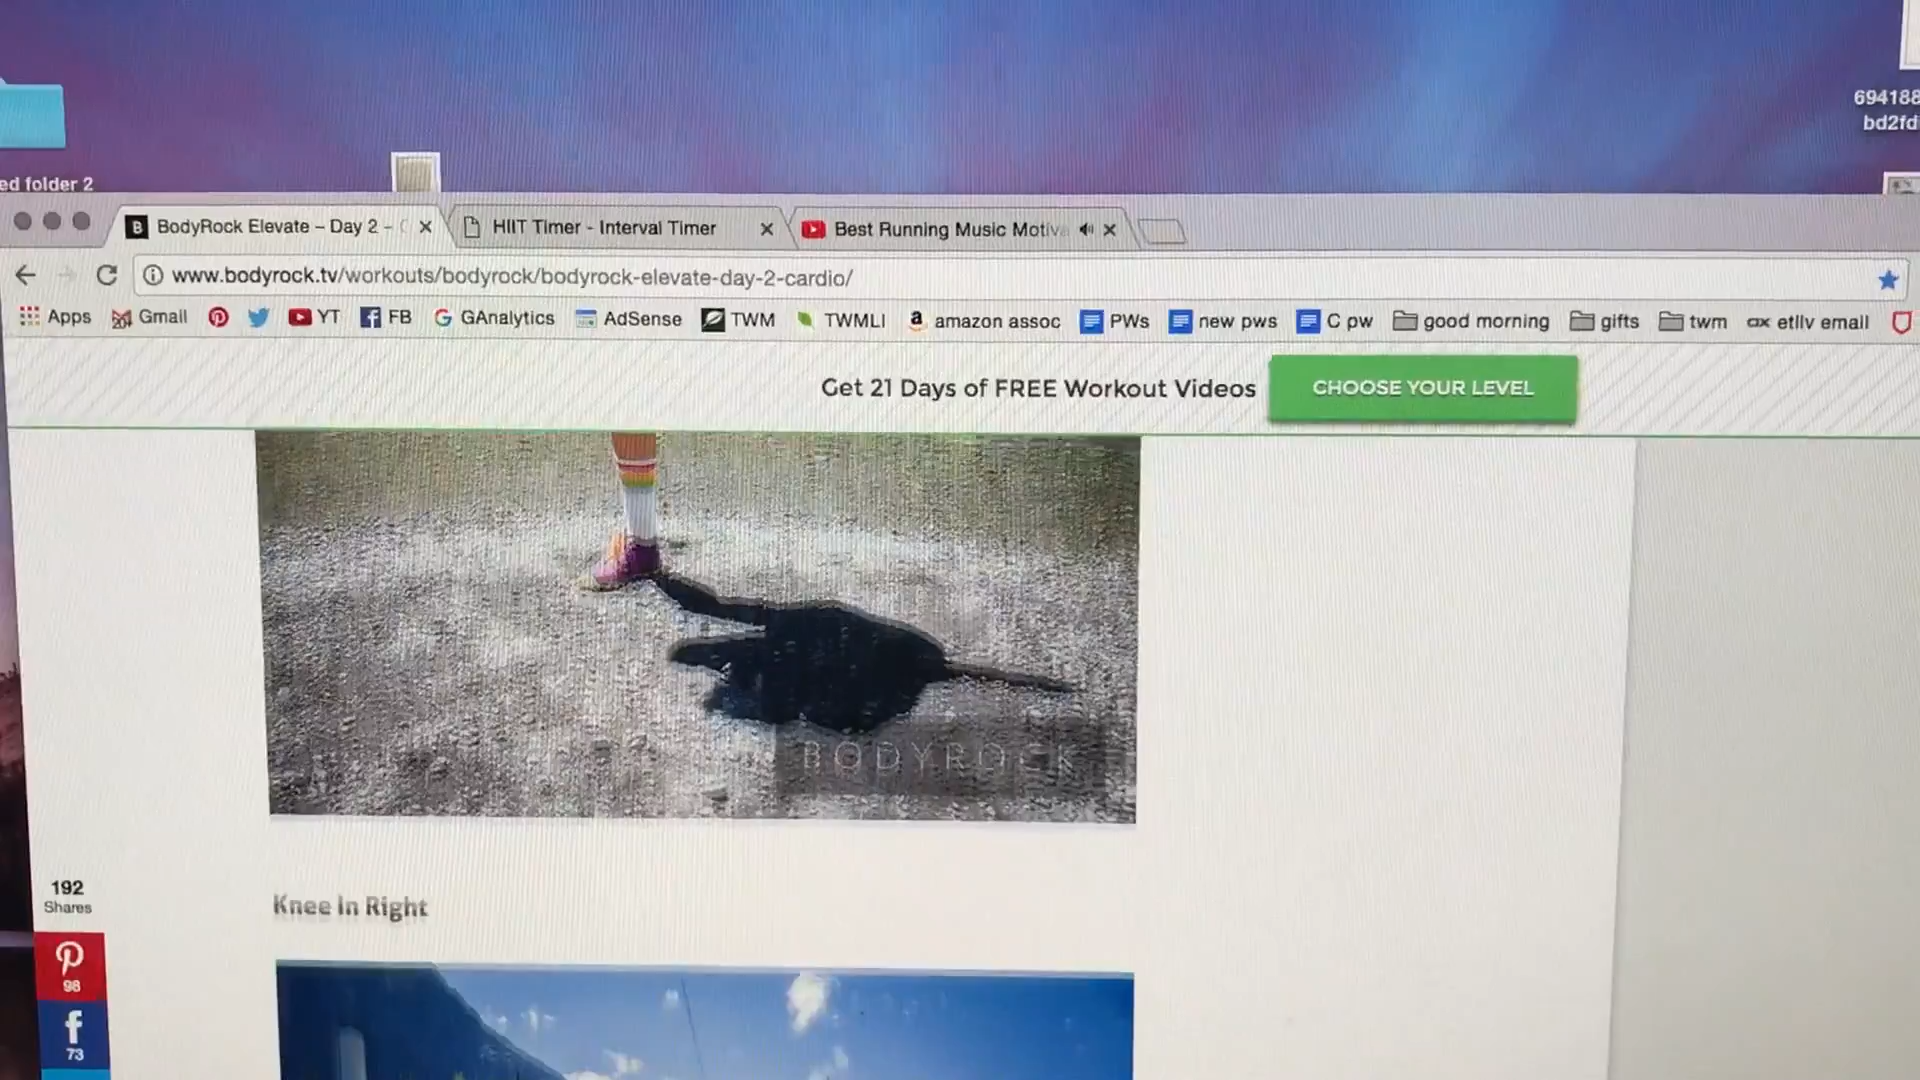 694188
bd2fd
ed folder 2
B BodyRock Elevate – Day 2 –
HIIT Timer - Interval Timer
Best Running Music Motiva
www.bodyrock.tv/workouts/bodyrock/bodyrock-elevate-day-2-cardio/
Apps Gmail YT FB GAnalytics AdSense TWM TWMLI amazon assoc PWs new pws C pw good morning gifts twm ax etllv email
Get 21 Days of FREE Workout Videos
CHOOSE YOUR LEVEL
BODYROCK
192
Shares
Knee In Right
98
73